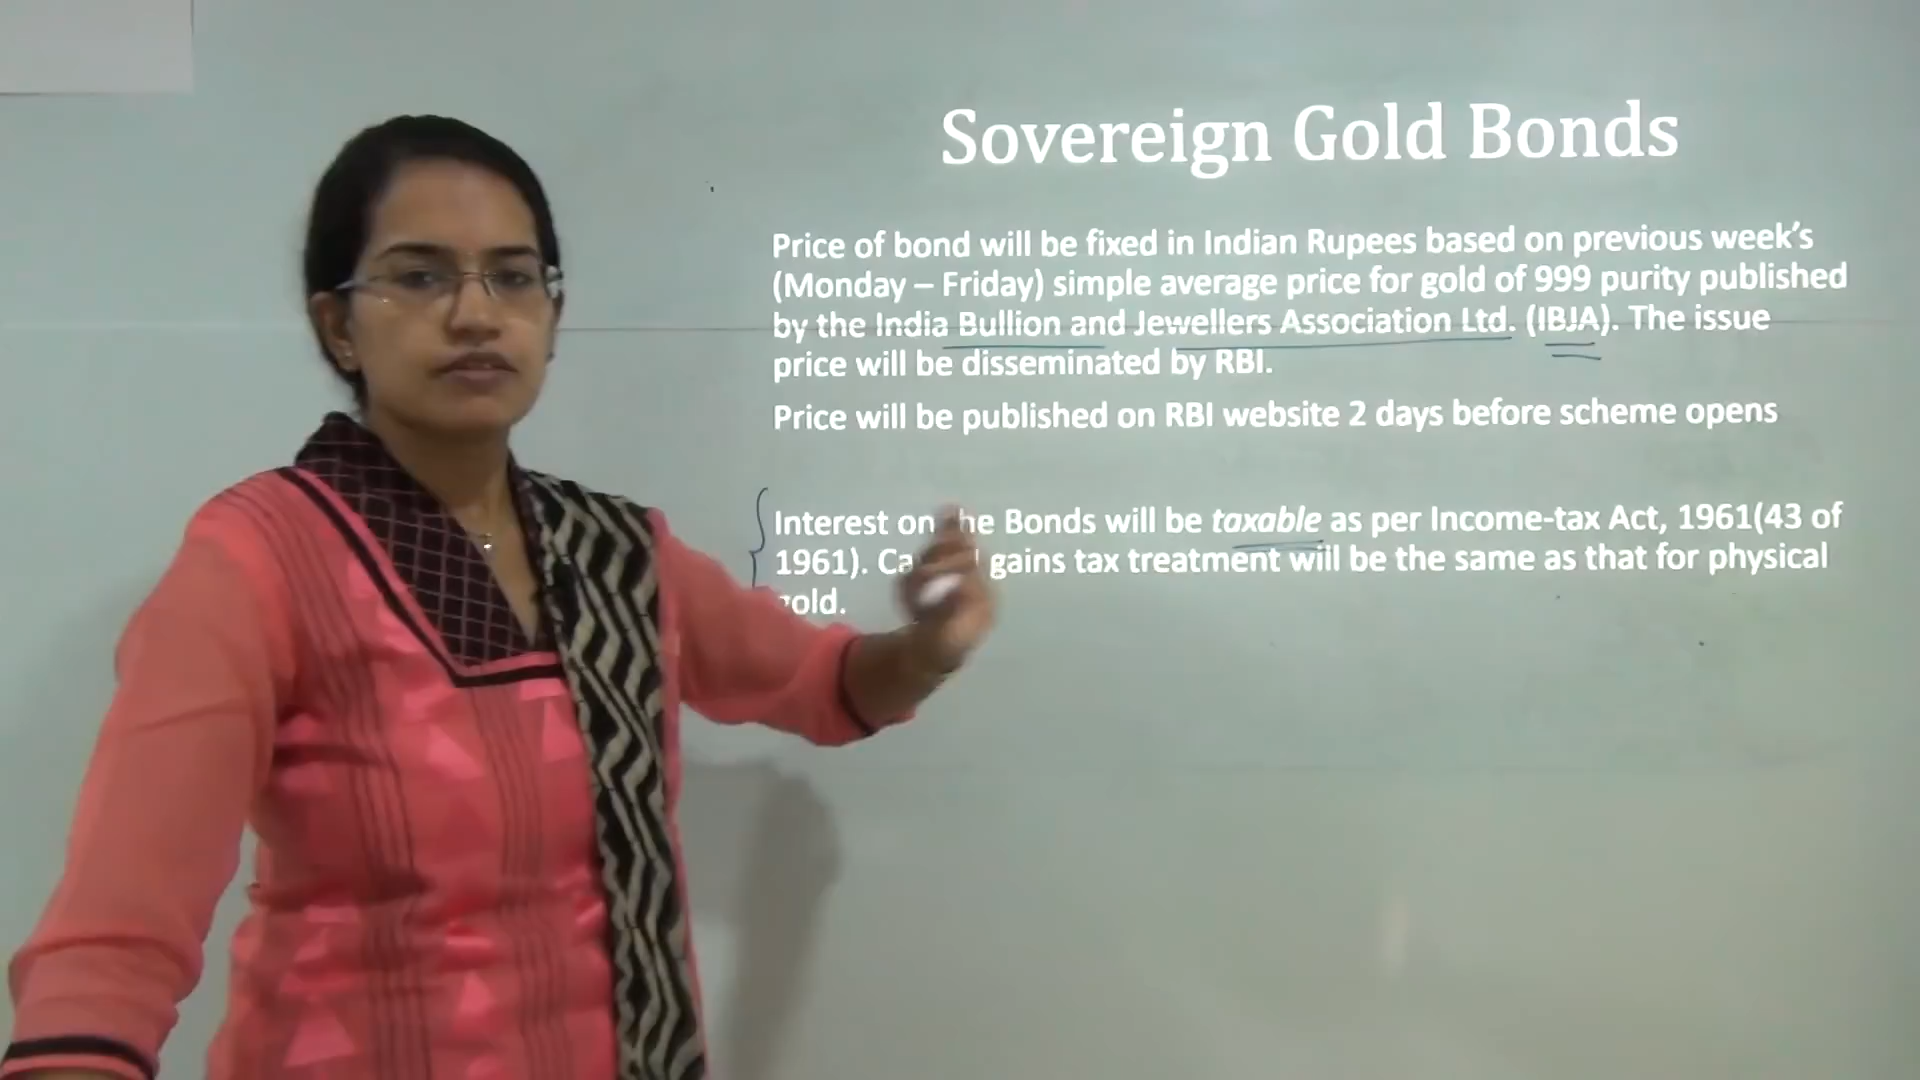 Sovereign Gold Bonds
Price of bond will be fixed in Indian Rupees based on previous week's
(Monday – Friday) simple average price for gold of 999 purity published
by the India Bullion and Jewellers Association Ltd. (IBJA). The issue
price will be disseminated by RBI.
Price will be published on RBI website 2 days before scheme opens
Interest on Bonds will be taxable as per Income-tax Act, 1961(43 of
1961). gains tax treatment will be the same as that for physical
gold.